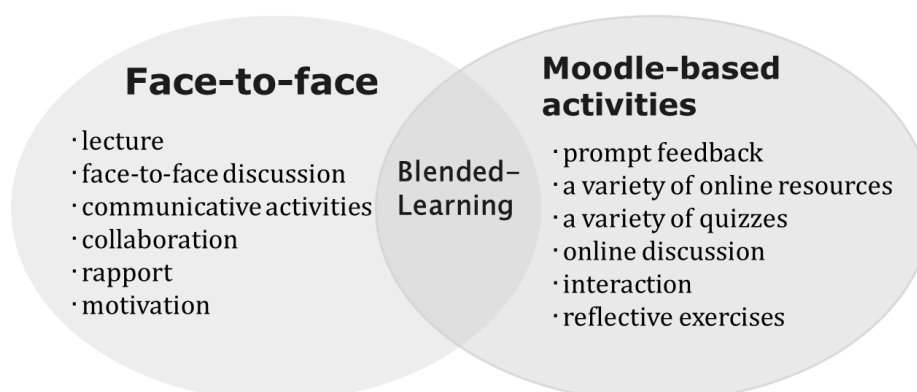 Face-to-face
·lecture
·face-to-face discussion
·communicative activities
·collaboration
·rapport
·motivation
Blended-
Learning
Moodle-based
activities
·prompt feedback
·a variety of online resources
·a variety of quizzes
·online discussion
·interaction
·reflective exercises